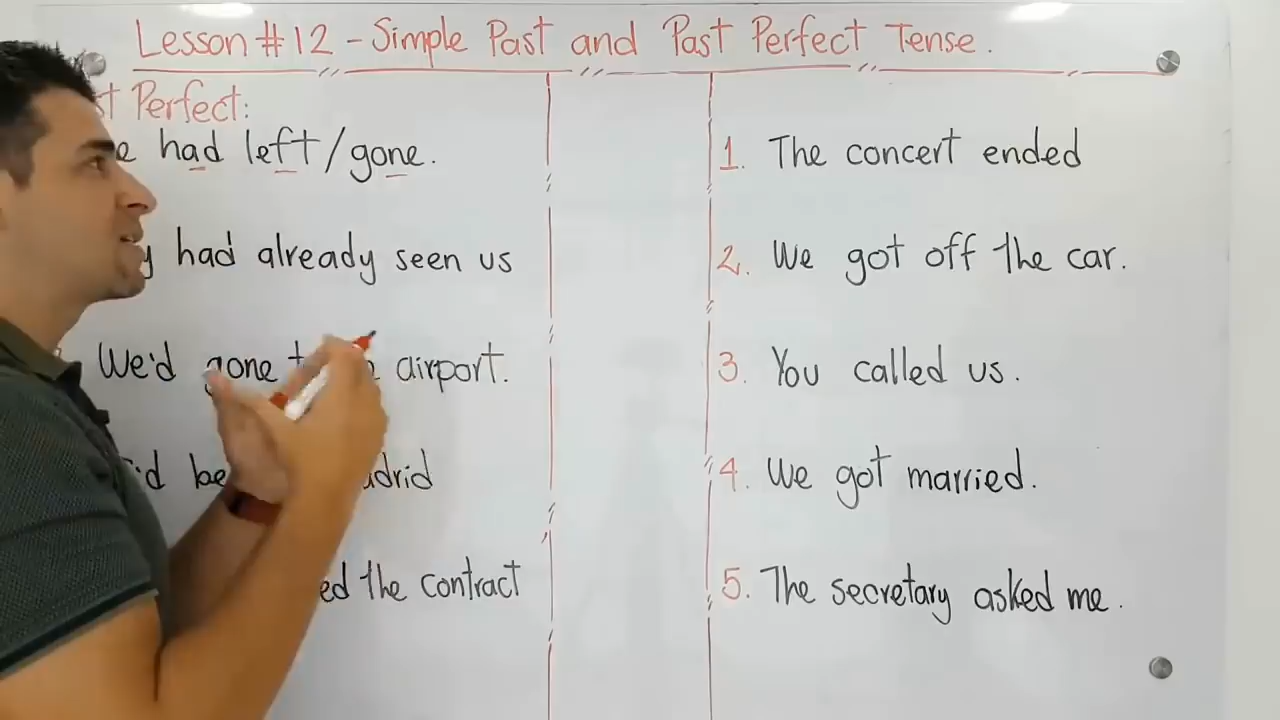 Lesson #12 - Simple Past and Past Perfect Tense.
Perfect:
had left/gone.
had already seen us
We'd gone airport.
the contract
1. The concert ended
2. We got off the car.
3. You called us.
4. We got married.
5. The secretary asked me.